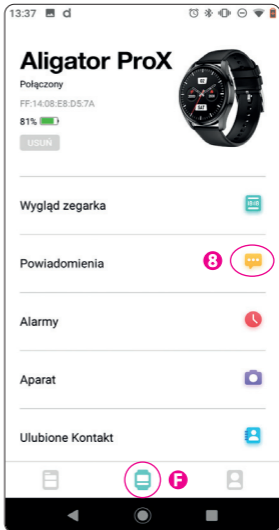 13:37 d
Aligator ProX
Połączony
FF:14:08:E8:D5:7A
81%
USUŃ
Wygląd zegarka
Powiadomienia 8
Alarmy
Aparat
Ulubione Kontakt
F